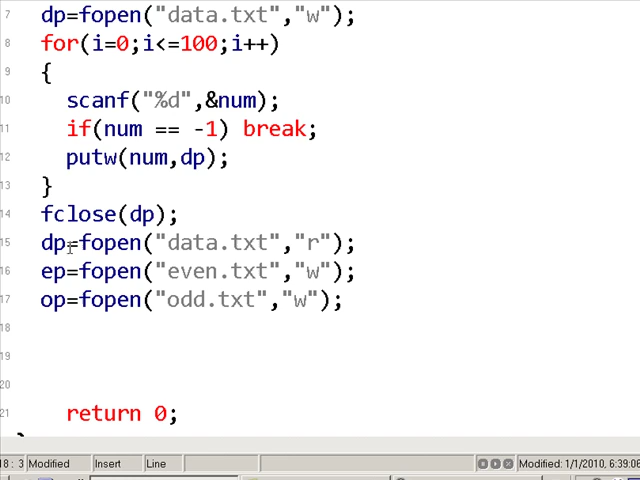 7 dp=fopen("data.txt","w");
8 for(i=0;i<=100;i++)
9 {
10 scanf("%d",&num);
11 if(num == -1) break;
12 putw(num,dp);
13 }
14 fclose(dp);
15 dp=fopen("data.txt","r");
16 ep=fopen("even.txt","w");
17 op=fopen("odd.txt","w");
18
19
20
21 return 0;
18 : 3 Modified Insert Line Modified: 1/1/2010, 6:39:06